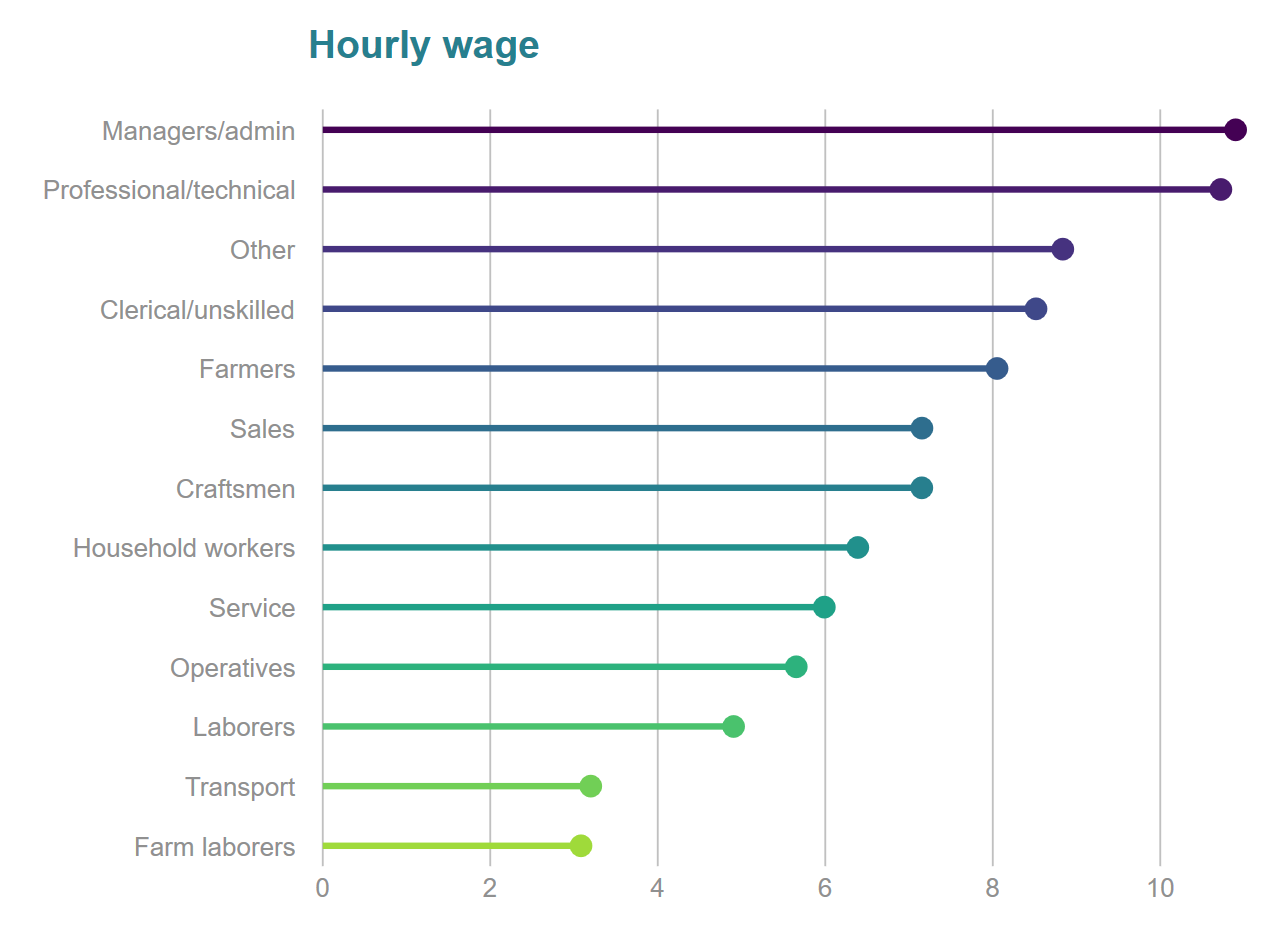 Hourly wage
Managers/admin
Professional/technical
Other
Clerical/unskilled
Farmers
Sales
Craftsmen
Household workers
Service
Operatives
Laborers
Transport
Farm laborers
0 2 4 6 8 10